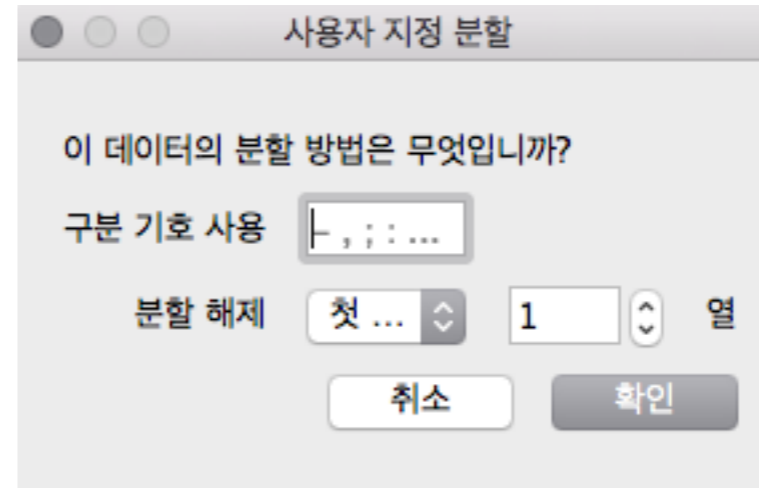 사용자 지정 분할
이 데이터의 분할 방법은 무엇입니까?
구분 기호 사용 - , ; : ...
분할 해제 첫 ... 1 열
취소 확인